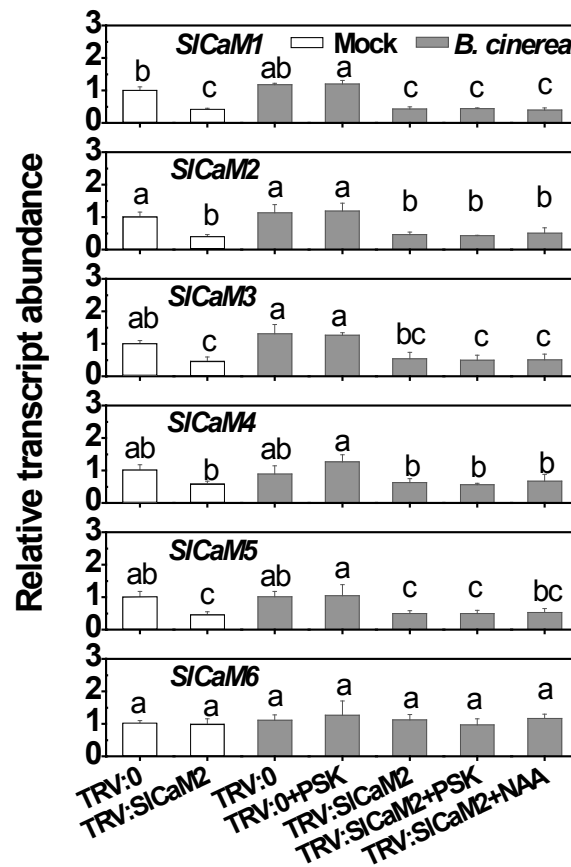 Relative transcript abundance
SlCaM1 Mock B. cinerea
3
2
1
0
b c ab a c c c
SlCaM2
3
2
1
0
a b a a b b b
SlCaM3
3
2
1
0
ab c a a bc c c
SlCaM4
3
2
1
0
ab b ab a b b b
SlCaM5
3
2
1
0
ab c ab a c c bc
SlCaM6
3
2
1
0
a a a a a a a
TRV:0
TRV:SlCaM2
TRV:0
TRV:0+PSK
TRV:SlCaM2
TRV:SlCaM2+PSK
TRV:SlCaM2+NAA